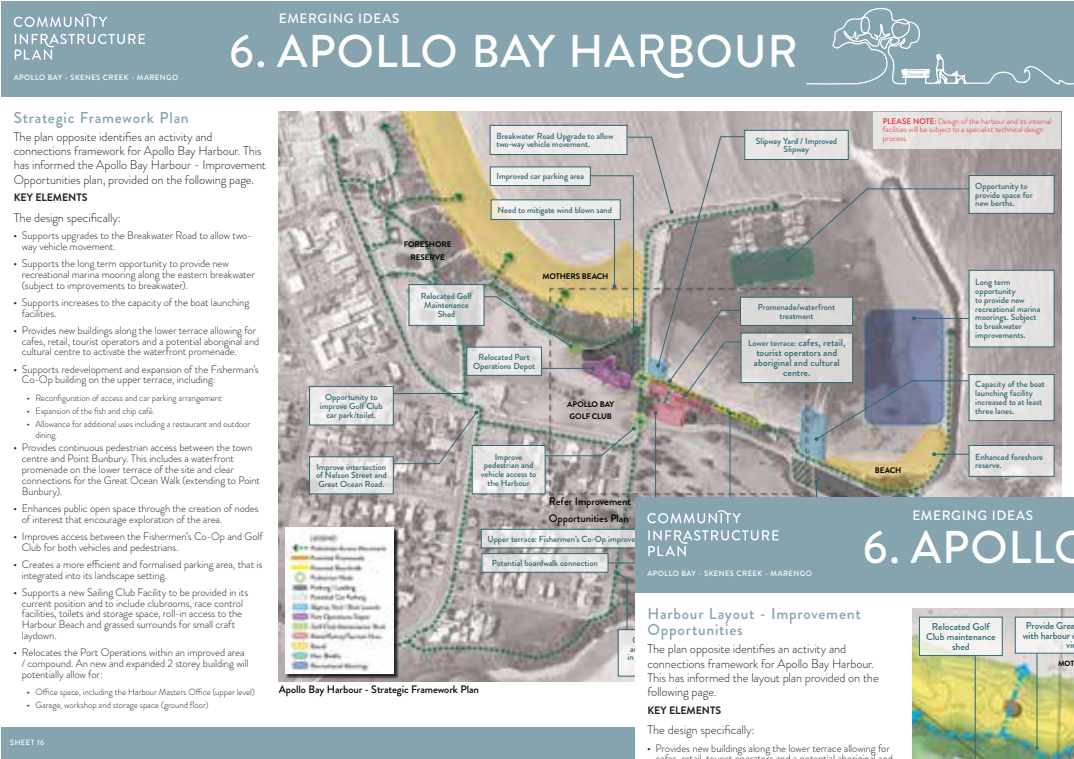 COMMUNITY
INFRASTRUCTURE
PLAN
APOLLO BAY - SKENES CREEK - MARENGO
EMERGING IDEAS
6. APOLLO BAY HARBOUR
Strategic Framework Plan
The plan opposite identifies an activity and
connections framework for Apollo Bay Harbour. This
has informed the Apollo Bay Harbour - Improvement
Opportunities plan, provided on the following page.
KEY ELEMENTS
The design specifically:
• Supports upgrades to the Breakwater Road to allow two-
way vehicle movement.
• Supports the long term opportunity to provide new
recreational marina mooring along the eastern breakwater
(subject to improvements to breakwater).
• Supports increases to the capacity of the boat launching
facilities.
• Provides new buildings along the lower terrace allowing for
cafes, retail, tourist operators and a potential aboriginal and
cultural centre to activate the waterfront promenade.
• Supports redevelopment and expansion of the Fisherman's
Co-Op building on the upper terrace, including:
• Reconfiguration of access and car parking arrangement
• Expansion of the fish and chip café.
• Allowance for additional uses including a restaurant and outdoor
dining.
• Provides continuous pedestrian access between the town
centre and Point Bunbury. This includes a waterfront
promenade on the lower terrace of the site and clear
connections for the Great Ocean Walk (extending to Point
Bunbury).
• Enhances public open space through the creation of nodes
of interest that encourage exploration of the area.
• Improves access between the Fishermen's Co-Op and Golf
Club for both vehicles and pedestrians.
• Creates a more efficient and formalised parking area, that is
integrated into its landscape setting.
• Supports a new Sailing Club Facility to be provided in its
current position and to include clubrooms, race control
facilities, toilets and storage space, roll-in access to the
Harbour Beach and grassed surrounds for small craft
laydown.
• Relocates the Port Operations within an improved area
/ compound. An new and expanded 2 storey building will
potentially allow for:
• Office space, including the Harbour Masters Office (upper level)
• Garage, workshop and storage space (ground floor)
SHEET 16
PLEASE NOTE: Design of the harbour and its internal
facilities will be subject to a specialist technical design
process.
Breakwater Road Upgrade to allow
two-way vehicle movement.
Slipway Yard / Improved
Slipway
Improved car parking area
Need to mitigate wind blown sand
Opportunity to
provide space for
new berths.
FORESHORE
RESERVE
MOTHERS BEACH
Relocated Golf
Maintenance
Shed
Promenade/waterfront
treatment
Long term
opportunity
to provide new
recreational marina
moorings. Subject
to breakwater
improvements.
Lower terrace: cafes, retail,
tourist operators and
aboriginal and cultural
centre.
Relocated Port
Operations Depot
Opportunity to
improve Golf Club
car park/toilet.
APOLLO BAY
GOLF CLUB
Capacity of the boat
launching facility
increased to at least
three lanes.
Improve intersection
of Nelson Street and
Great Ocean Road.
Improve
pedestrian and
vehicle access to
the Harbour
BEACH
Enhanced foreshore
reserve.
Refer Improvement
Opportunities Plan
Upper terrace: Fishermen's Co-Op improve
Potential boardwalk connection
Apollo Bay Harbour - Strategic Framework Plan
COMMUNITY
INFRASTRUCTURE
PLAN
APOLLO BAY - SKENES CREEK - MARENGO
EMERGING IDEAS
6. APOLLO
Harbour Layout - Improvement
Opportunities
The plan opposite identifies an activity and
connections framework for Apollo Bay Harbour.
This has informed the layout plan provided on the
following page.
KEY ELEMENTS
The design specifically:
• Provides new buildings along the lower terrace allowing for
cafes, retail, tourist operators and a potential aboriginal and
Relocated Golf
Club maintenance
shed
Provide Grea
with harbour
MOT